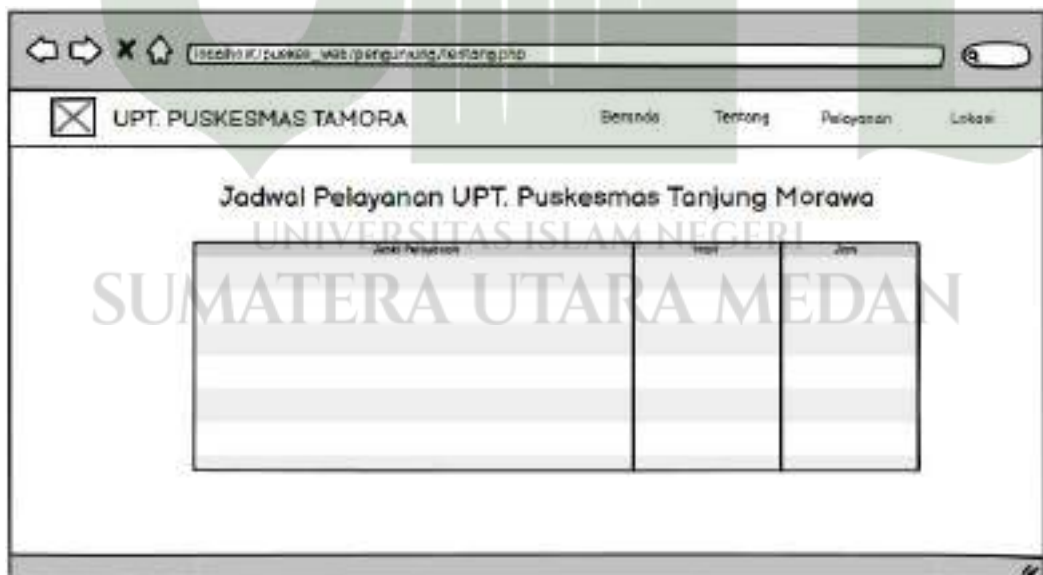 localhost/puskes_web/pengunjung/tentang.php
UPT. PUSKESMAS TAMORA Beranda Tentang Pelayanan Lokasi
Jadwal Pelayanan UPT. Puskesmas Tanjung Morawa
UNIVERSITAS ISLAM NEGERI
Jenis Pelayanan Hari Jam
SUMATERA UTARA MEDAN